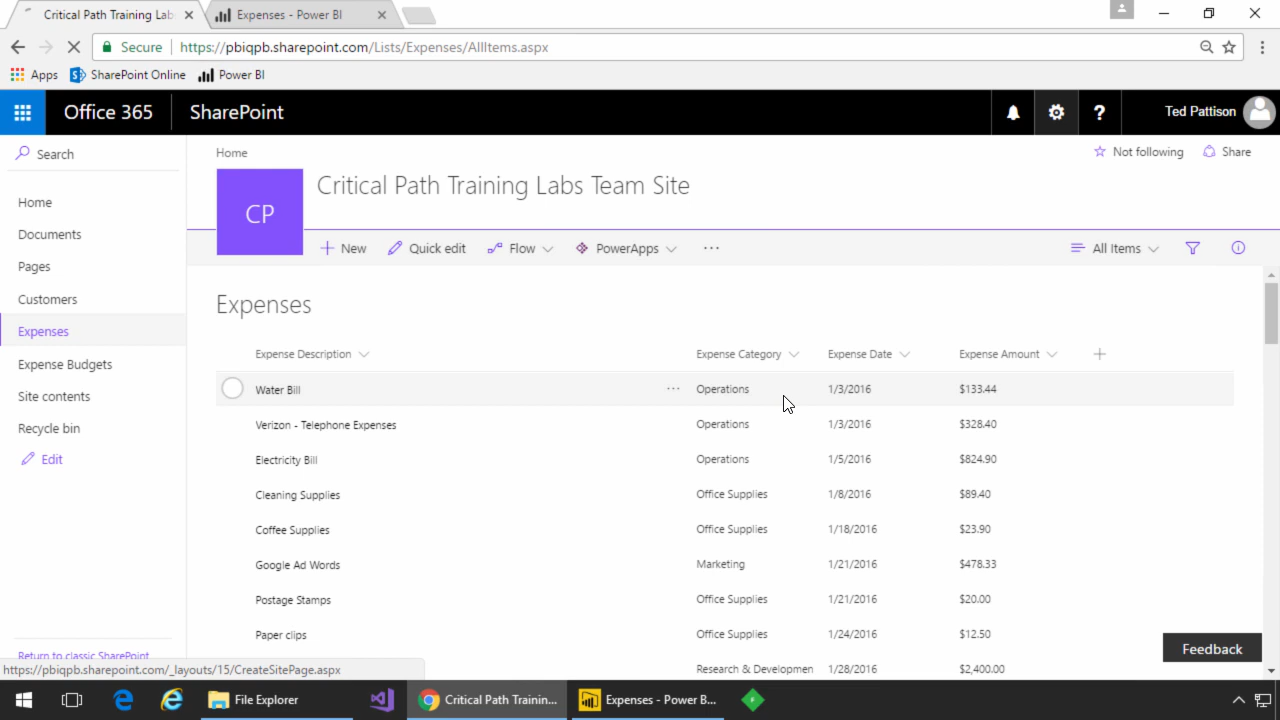 Critical Path Training Lab
Expenses - Power BI
Secure
https://pbiqpb.sharepoint.com/Lists/Expenses/AllItems.aspx
Apps
SharePoint Online
Power BI
Office 365
SharePoint
?
Ted Pattison
Search
Home
Not following
Share
CP
Critical Path Training Labs Team Site
Home
Documents
Pages
Customers
Expenses
Expense Budgets
Site contents
Recycle bin
Edit
New
Quick edit
Flow
PowerApps
...
All Items
Expenses
Expense Description Expense Category Expense Date Expense Amount
Water Bill ... Operations 1/3/2016 $133.44
Verizon - Telephone Expenses Operations 1/3/2016 $328.40
Electricity Bill Operations 1/5/2016 $824.90
Cleaning Supplies Office Supplies 1/8/2016 $89.40
Coffee Supplies Office Supplies 1/18/2016 $23.90
Google Ad Words Marketing 1/21/2016 $478.33
Postage Stamps Office Supplies 1/21/2016 $20.00
Paper clips Office Supplies 1/24/2016 $12.50
Research & Developmen 1/28/2016 $2,400.00
Feedback
Return to classic SharePoint
https://pbiqpb.sharepoint.com/_layouts/15/CreateSitePage.aspx
File Explorer
Critical Path Trainin...
Expenses - Power B...